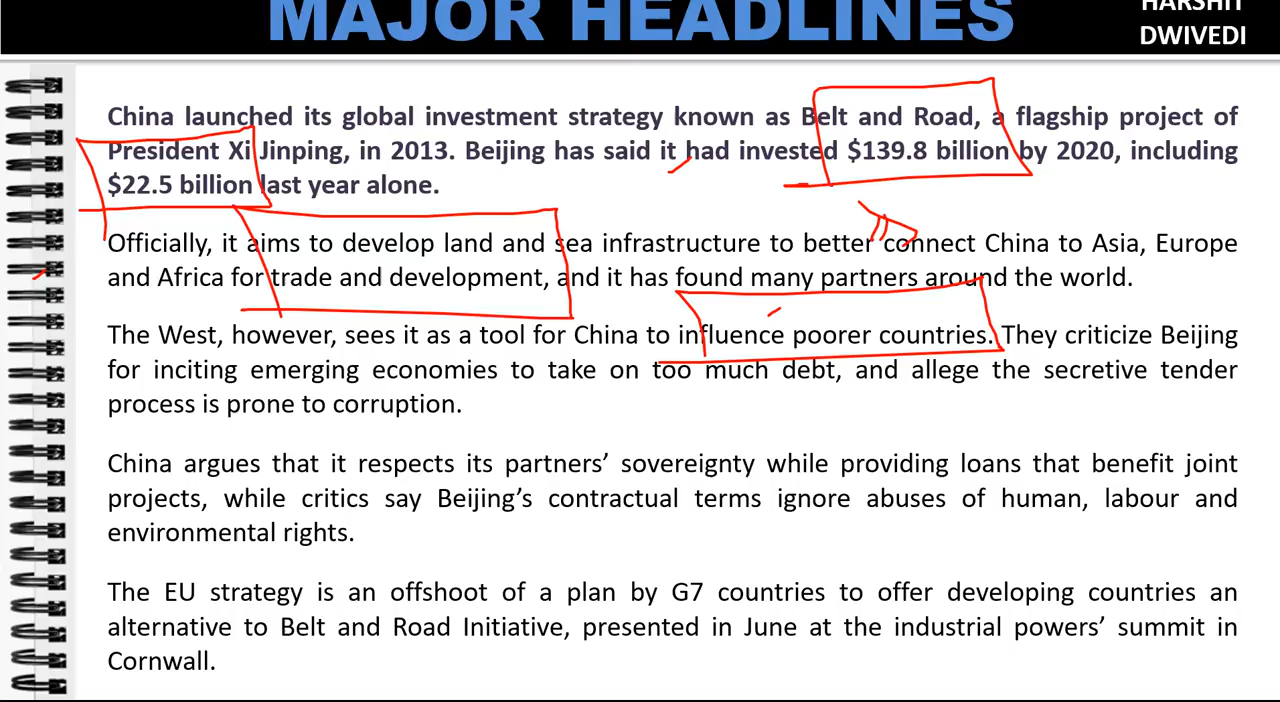 MAJOR HEADLINES
HARSHIT
DWIVEDI
China launched its global investment strategy known as Belt and Road, a flagship project of
President Xi Jinping, in 2013. Beijing has said it had invested $139.8 billion by 2020, including
$22.5 billion last year alone.
Officially, it aims to develop land and sea infrastructure to better connect China to Asia, Europe
and Africa for trade and development, and it has found many partners around the world.
The West, however, sees it as a tool for China to influence poorer countries. They criticize Beijing
for inciting emerging economies to take on too much debt, and allege the secretive tender
process is prone to corruption.
China argues that it respects its partners’ sovereignty while providing loans that benefit joint
projects, while critics say Beijing’s contractual terms ignore abuses of human, labour and
environmental rights.
The EU strategy is an offshoot of a plan by G7 countries to offer developing countries an
alternative to Belt and Road Initiative, presented in June at the industrial powers’ summit in
Cornwall.